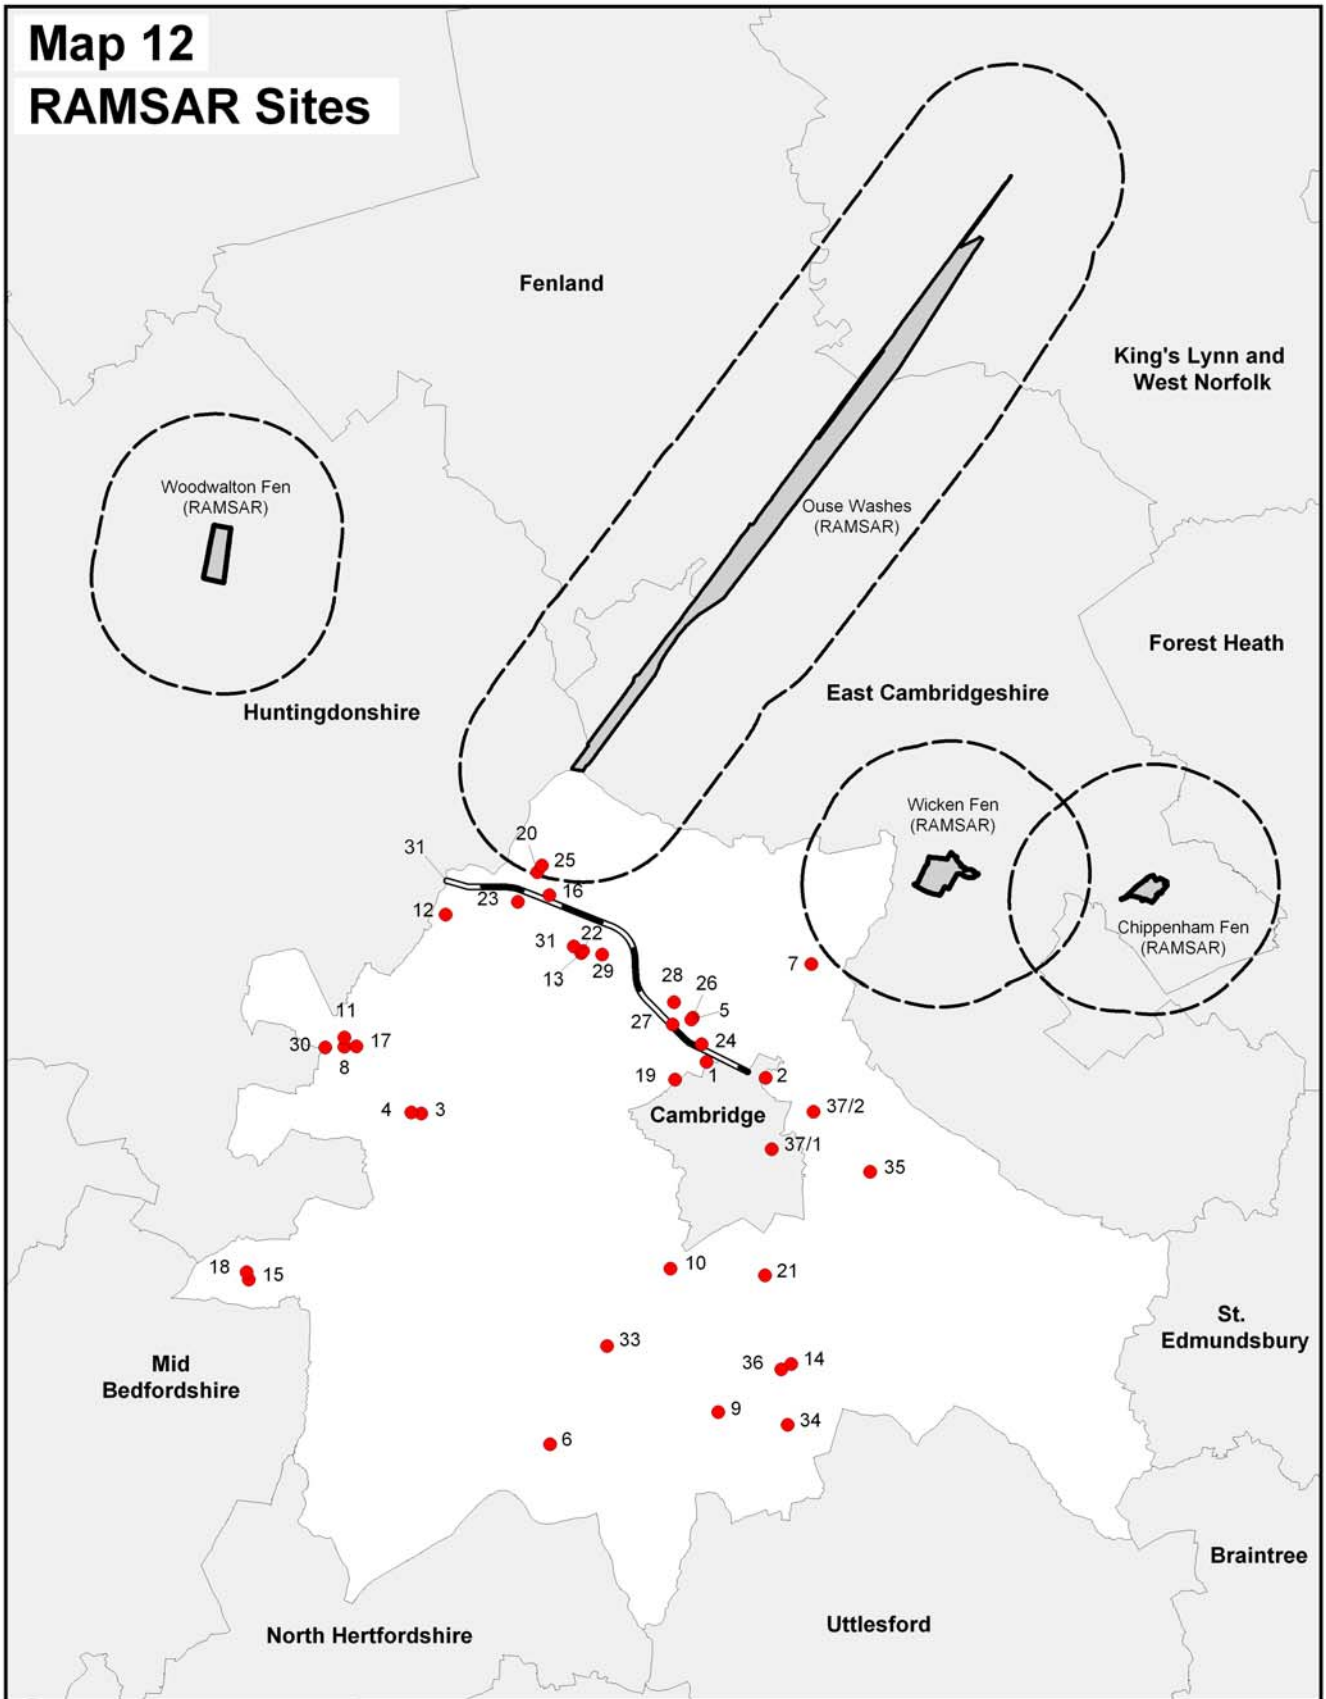 Map 12
RAMSAR Sites
Fenland
King's Lynn and
West Norfolk
Woodwalton Fen
(RAMSAR)
Ouse Washes
(RAMSAR)
Forest Heath
East Cambridgeshire
Huntingdonshire
Wicken Fen
(RAMSAR)
20
31
25
16
23
12
Chippenham Fen
(RAMSAR)
31
22
13
29
7
28
26
5
27
11
30
17
8
24
1
19
2
Cambridge
4
3
37/2
37/1
35
18
15
10
21
St.
Edmundsbury
33
36
14
Mid
Bedfordshire
9
34
6
Braintree
North Hertfordshire
Uttlesford